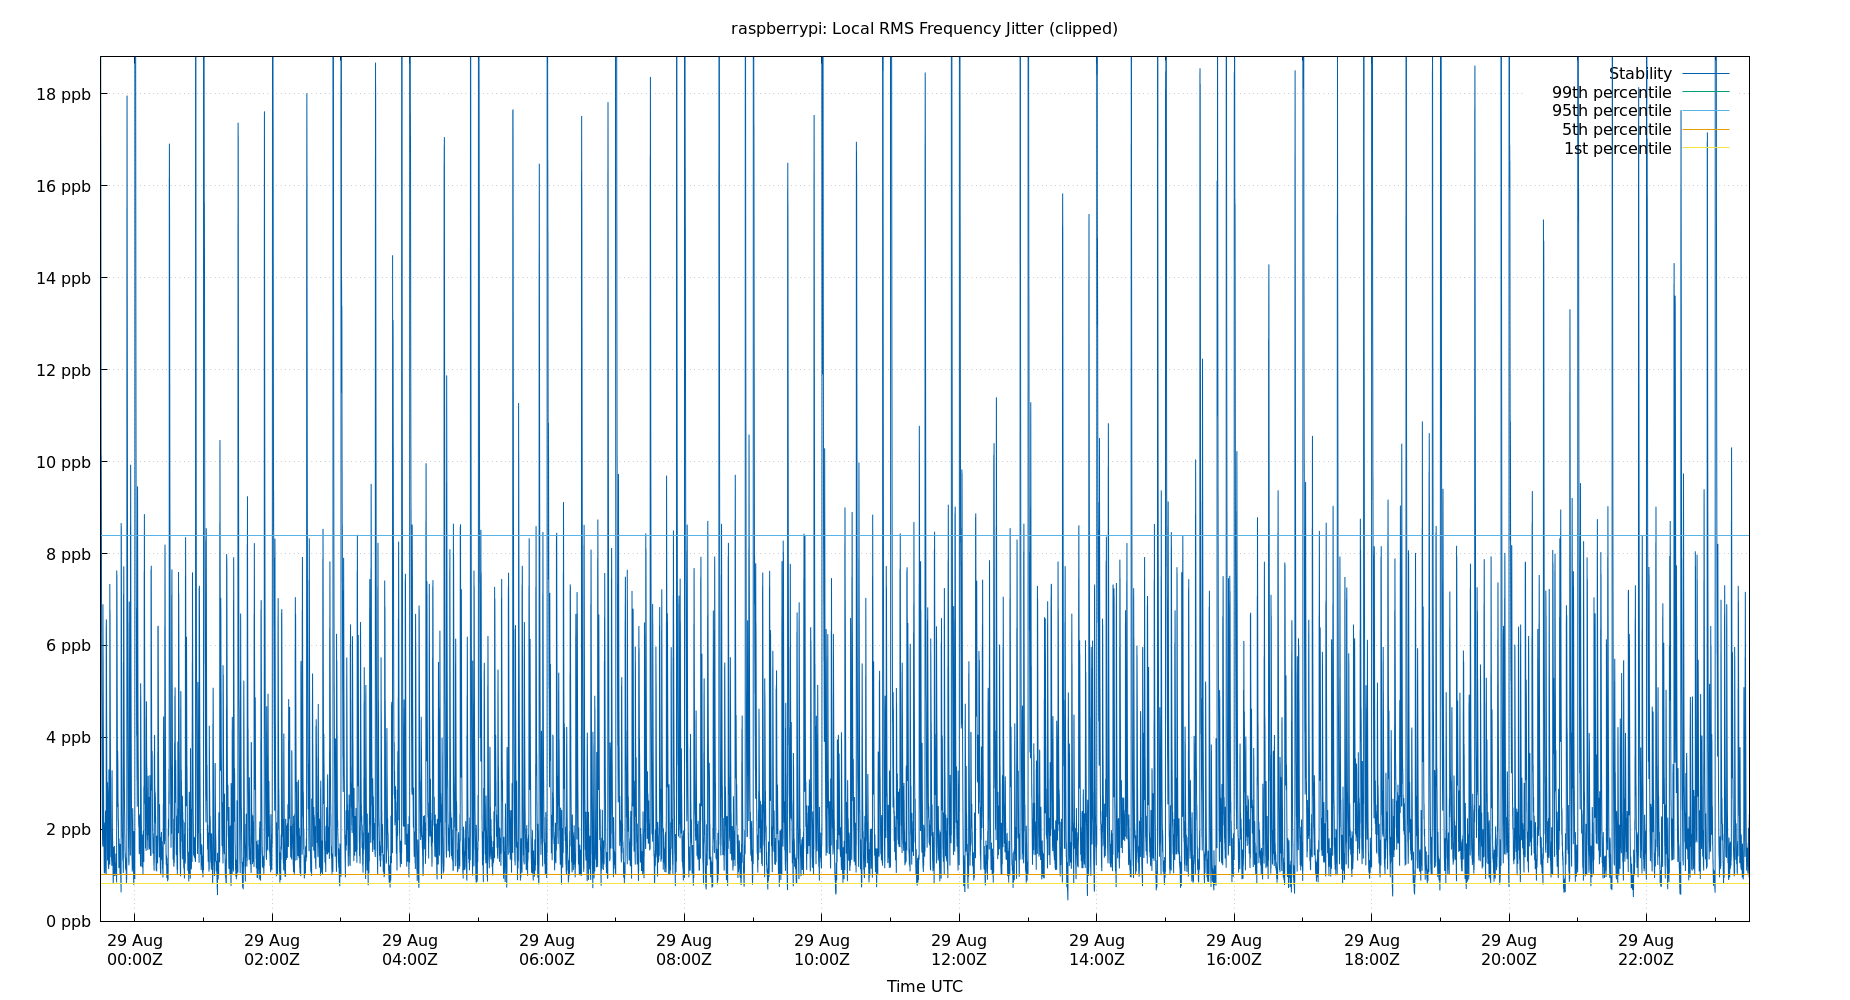 raspberrypi: Local RMS Frequency Jitter (clipped)
18 ppb
16 ppb
14 ppb
12 ppb
10 ppb
8 ppb
6 ppb
4 ppb
2 ppb
0 ppb
Stability
99th percentile
95th percentile
5th percentile
1st percentile
29 Aug 29 Aug 29 Aug 29 Aug 29 Aug 29 Aug 29 Aug 29 Aug 29 Aug 29 Aug 29 Aug 29 Aug
00:00Z 02:00Z 04:00Z 06:00Z 08:00Z 10:00Z 12:00Z 14:00Z 16:00Z 18:00Z 20:00Z 22:00Z
Time UTC